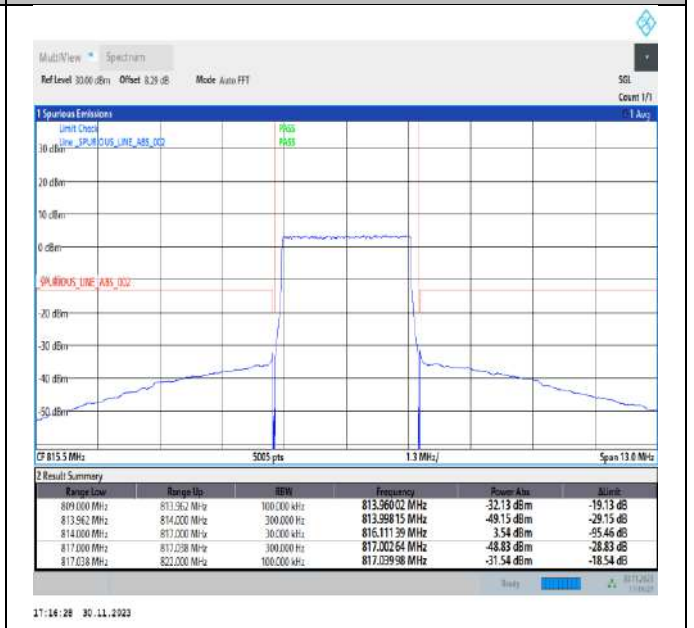 MultiView Spectrum
Ref Level 30.00 dBm Offset 8.29 dB Mode Auto FFT SGL
Count 1/1
1 Spurious Emissions 1 Avg
Limit Check PASS
Line _SPURIOUS_LINE_ABS_002 PASS
30 dBm
20 dBm
10 dBm
0 dBm
_SPURIOUS_LINE_ABS_002
-20 dBm
-30 dBm
-40 dBm
-50 dBm
CF 815.5 MHz 5005 pts 1.3 MHz/ Span 13.0 MHz
2 Result Summary
Range Low Range Up RBW Frequency Power Abs ΔLimit
809.000 MHz 813.962 MHz 100.000 kHz 813.96002 MHz -32.13 dBm -19.13 dB
813.962 MHz 814.000 MHz 300.000 Hz 813.99815 MHz -49.15 dBm -29.15 dB
814.000 MHz 817.000 MHz 30.000 kHz 816.11139 MHz 3.54 dBm -95.46 dB
817.000 MHz 817.038 MHz 300.000 Hz 817.00264 MHz -48.83 dBm -28.83 dB
817.038 MHz 822.000 MHz 100.000 kHz 817.03998 MHz -31.54 dBm -18.54 dB
Ready
17:16:28 30.11.2023